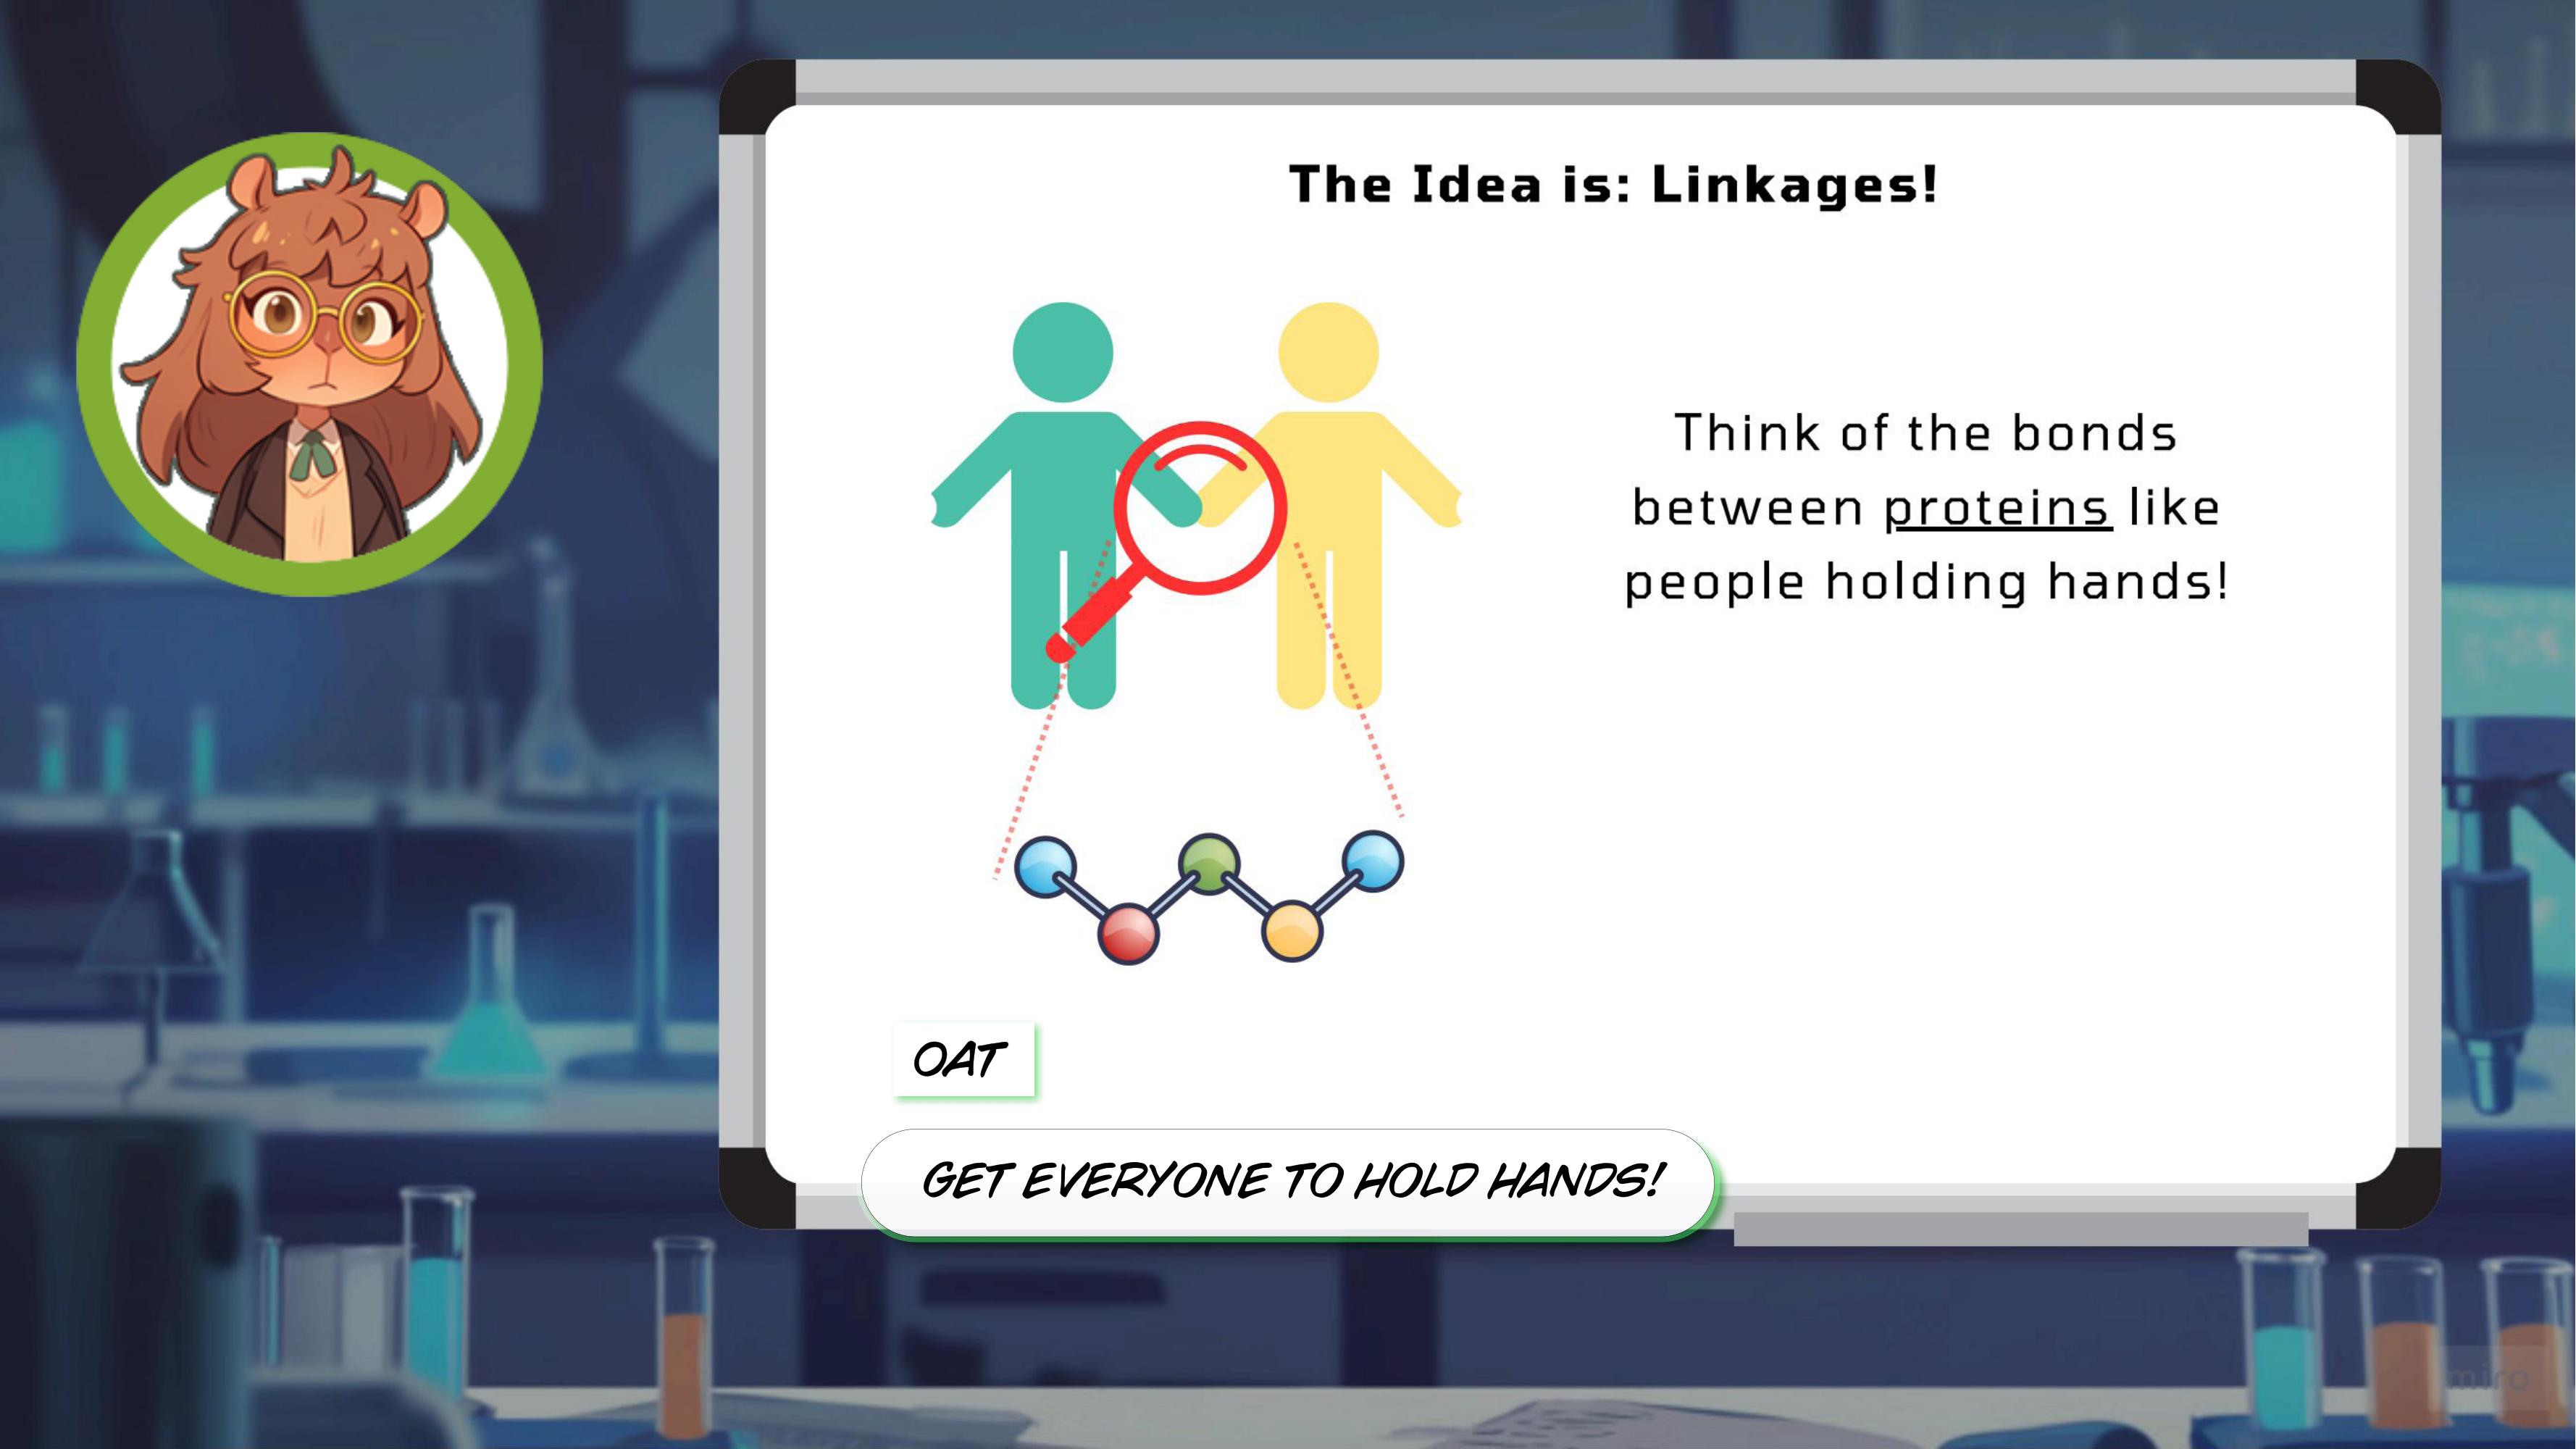 The Idea is: Linkages!
Think of the bonds
between proteins like
people holding hands!
OAT
GET EVERYONE TO HOLD HANDS!
miro